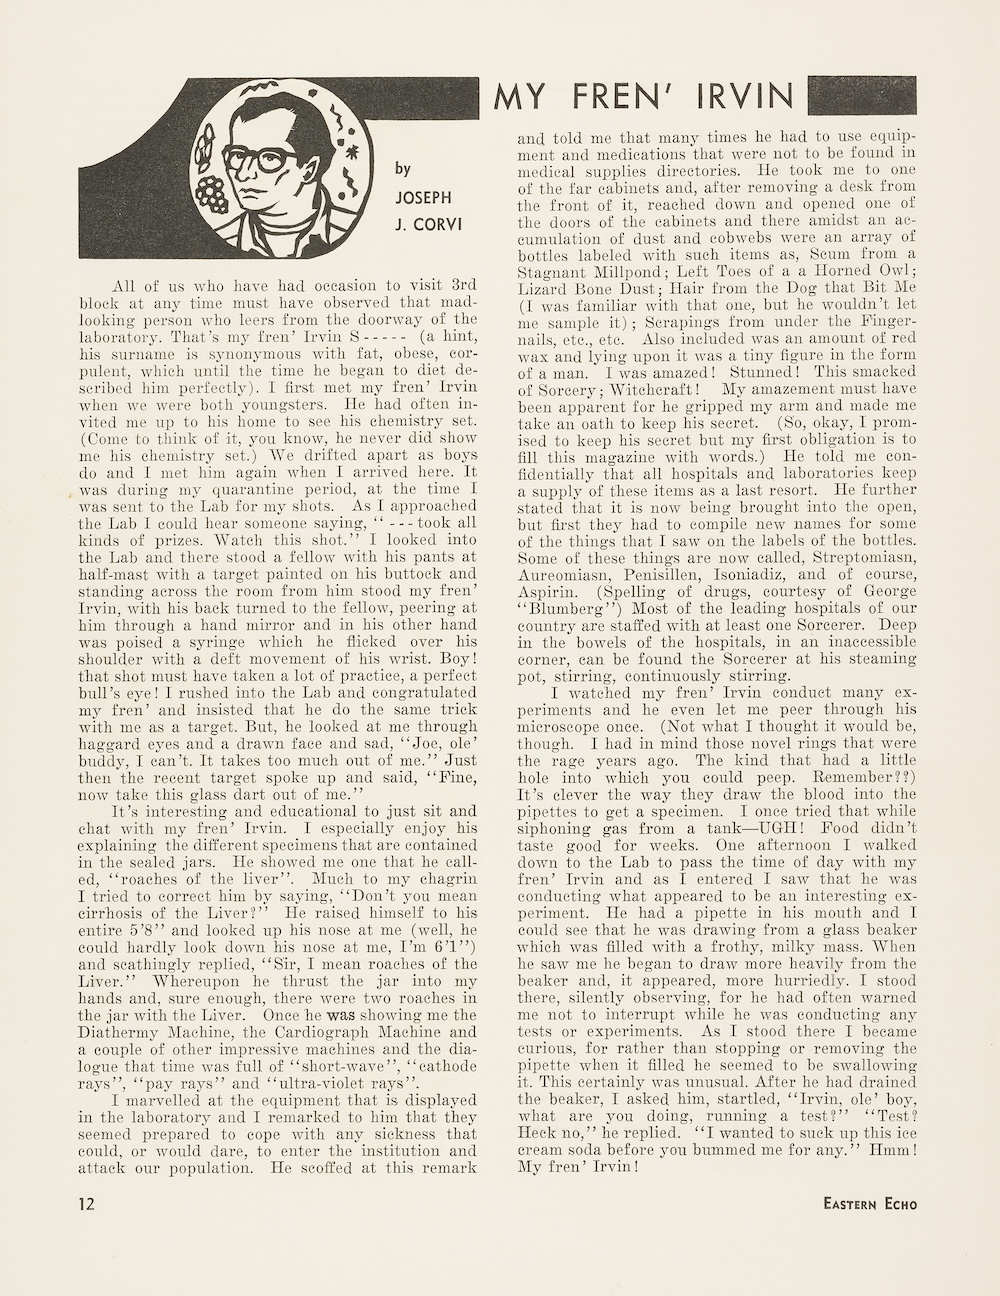 MY FREN' IRVIN
by
JOSEPH
J. CORVI
All of us who have had occasion to visit 3rd
block at any time must have observed that mad-
looking person who leers from the doorway of the
laboratory. That's my fren' Irvin S----- (a hint,
his surname is synonymous with fat, obese, cor-
pulent, which until the time he began to diet de-
scribed him perfectly). I first met my fren' Irvin
when we were both youngsters. He had often in-
vited me up to his home to see his chemistry set.
(Come to think of it, you know, he never did show
me his chemistry set.) We drifted apart as boys
do and I met him again when I arrived here. It
was during my quarantine period, at the time I
was sent to the Lab for my shots. As I approached
the Lab I could hear someone saying, "---took all
kinds of prizes. Watch this shot." I looked into
the Lab and there stood a fellow with his pants at
half-mast with a target painted on his buttock and
standing across the room from him stood my fren'
Irvin, with his back turned to the fellow, peering at
him through a hand mirror and in his other hand
was poised a syringe which he flicked over his
shoulder with a deft movement of his wrist. Boy!
that shot must have taken a lot of practice, a perfect
bull's eye! I rushed into the Lab and congratulated
my fren' and insisted that he do the same trick
with me as a target. But, he looked at me through
haggard eyes and a drawn face and sad, "Joe, ole'
buddy, I can't. It takes too much out of me." Just
then the recent target spoke up and said, "Fine,
now take this glass dart out of me."
It's interesting and educational to just sit and
chat with my fren' Irvin. I especially enjoy his
explaining the different specimens that are contained
in the sealed jars. He showed me one that he call-
ed, "roaches of the liver". Much to my chagrin
I tried to correct him by saying, "Don't you mean
cirrhosis of the Liver?" He raised himself to his
entire 5'8" and looked up his nose at me (well, he
could hardly look down his nose at me, I'm 6'1")
and scathingly replied, "Sir, I mean roaches of the
Liver." Whereupon he thrust the jar into my
hands and, sure enough, there were two roaches in
the jar with the Liver. Once he was showing me the
Diathermy Machine, the Cardiograph Machine and
a couple of other impressive machines and the dia-
logue that time was full of "short-wave", "cathode
rays", "pay rays" and "ultra-violet rays".
I marvelled at the equipment that is displayed
in the laboratory and I remarked to him that they
seemed prepared to cope with any sickness that
could, or would dare, to enter the institution and
attack our population. He scoffed at this remark
and told me that many times he had to use equip-
ment and medications that were not to be found in
medical supplies directories. He took me to one
of the far cabinets and, after removing a desk from
the front of it, reached down and opened one of
the doors of the cabinets and there amidst an ac-
cumulation of dust and cobwebs were an array of
bottles labeled with such items as, Scum from a
Stagnant Millpond; Left Toes of a a Horned Owl;
Lizard Bone Dust; Hair from the Dog that Bit Me
(I was familiar with that one, but he wouldn't let
me sample it); Scrapings from under the Finger-
nails, etc., etc. Also included was an amount of red
wax and lying upon it was a tiny figure in the form
of a man. I was amazed! Stunned! This smacked
of Sorcery; Witchcraft! My amazement must have
been apparent for he gripped my arm and made me
take an oath to keep his secret. (So, okay, I prom-
ised to keep his secret but my first obligation is to
fill this magazine with words.) He told me con-
fidentially that all hospitals and laboratories keep
a supply of these items as a last resort. He further
stated that it is now being brought into the open,
but first they had to compile new names for some
of the things that I saw on the labels of the bottles.
Some of these things are now called, Streptomiasn,
Aureomiasn, Penisillen, Isoniadiz, and of course,
Aspirin. (Spelling of drugs, courtesy of George
"Blumberg") Most of the leading hospitals of our
country are staffed with at least one Sorcerer. Deep
in the bowels of the hospitals, in an inaccessible
corner, can be found the Sorcerer at his steaming
pot, stirring, continuously stirring.
I watched my fren' Irvin conduct many ex-
periments and he even let me peer through his
microscope once. (Not what I thought it would be,
though. I had in mind those novel rings that were
the rage years ago. The kind that had a little
hole into which you could peep. Remember??)
It's clever the way they draw the blood into the
pipettes to get a specimen. I once tried that while
siphoning gas from a tank—UGH! Food didn't
taste good for weeks. One afternoon I walked
down to the Lab to pass the time of day with my
fren' Irvin and as I entered I saw that he was
conducting what appeared to be an interesting ex-
periment. He had a pipette in his mouth and I
could see that he was drawing from a glass beaker
which was filled with a frothy, milky mass. When
he saw me he began to draw more heavily from the
beaker and, it appeared, more hurriedly. I stood
there, silently observing, for he had often warned
me not to interrupt while he was conducting any
tests or experiments. As I stood there I became
curious, for rather than stopping or removing the
pipette when it filled he seemed to be swallowing
it. This certainly was unusual. After he had drained
the beaker, I asked him, startled, "Irvin, ole' boy,
what are you doing, running a test?" "Test?
Heck no," he replied. "I wanted to suck up this ice
cream soda before you bummed me for any." Hmm!
My fren' Irvin!
12
EASTERN ECHO